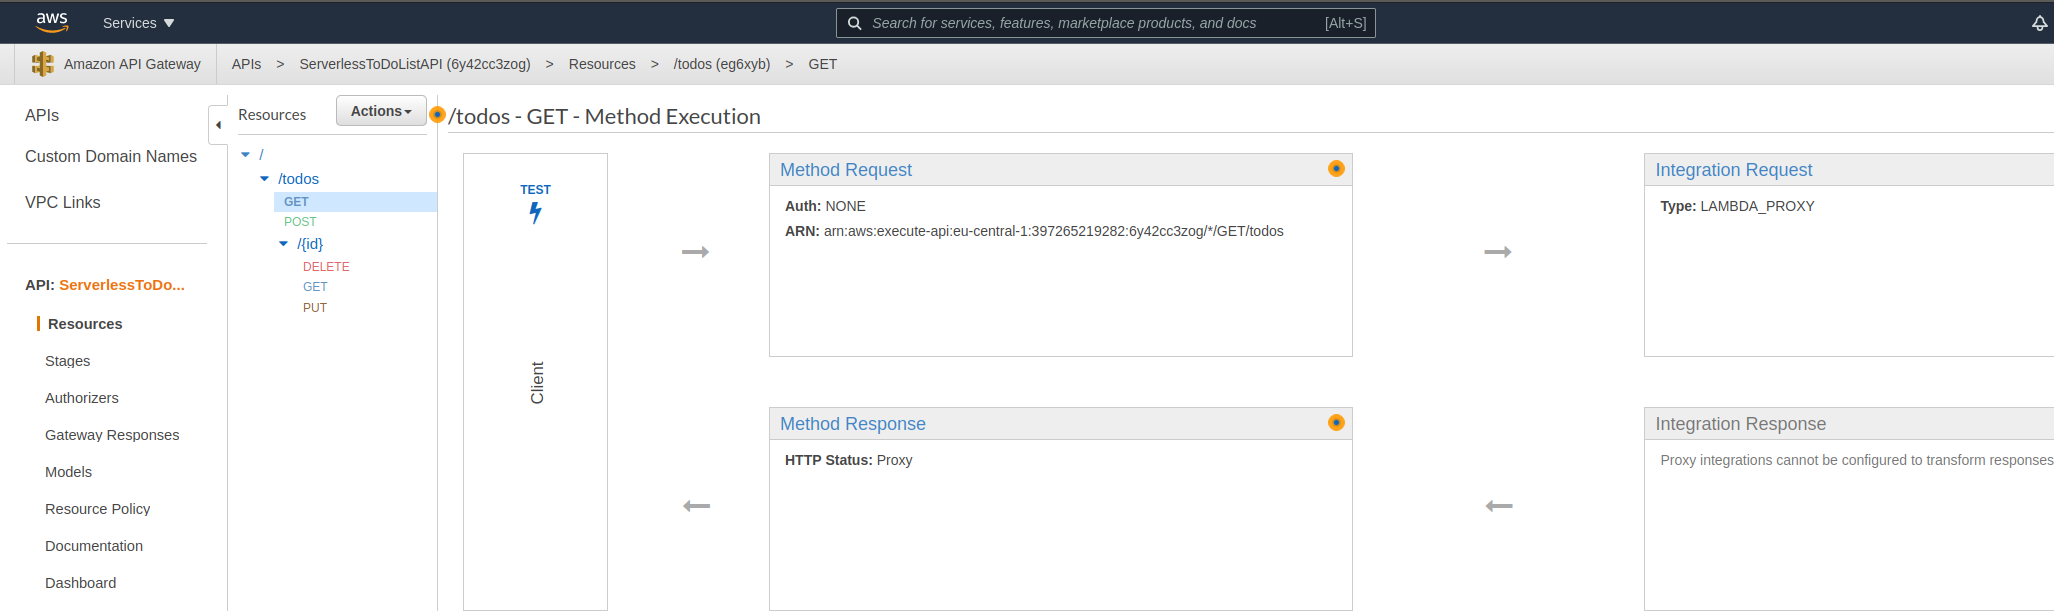 aws Services Search for services, features, marketplace products, and docs [Alt+S]
Amazon API Gateway APIs > ServerlessToDoListAPI (6y42cc3zog) > Resources > /todos (eg6xyb) > GET
APIs
Custom Domain Names
VPC Links
API: ServerlessToDo...
Resources
Stages
Authorizers
Gateway Responses
Models
Resource Policy
Documentation
Dashboard
Resources Actions
/
/todos
GET
POST
/{id}
DELETE
GET
PUT
/todos - GET - Method Execution
TEST
Client
Method Request
Auth: NONE
ARN: arn:aws:execute-api:eu-central-1:397265219282:6y42cc3zog/*/GET/todos
Integration Request
Type: LAMBDA_PROXY
Method Response
HTTP Status: Proxy
Integration Response
Proxy integrations cannot be configured to transform responses